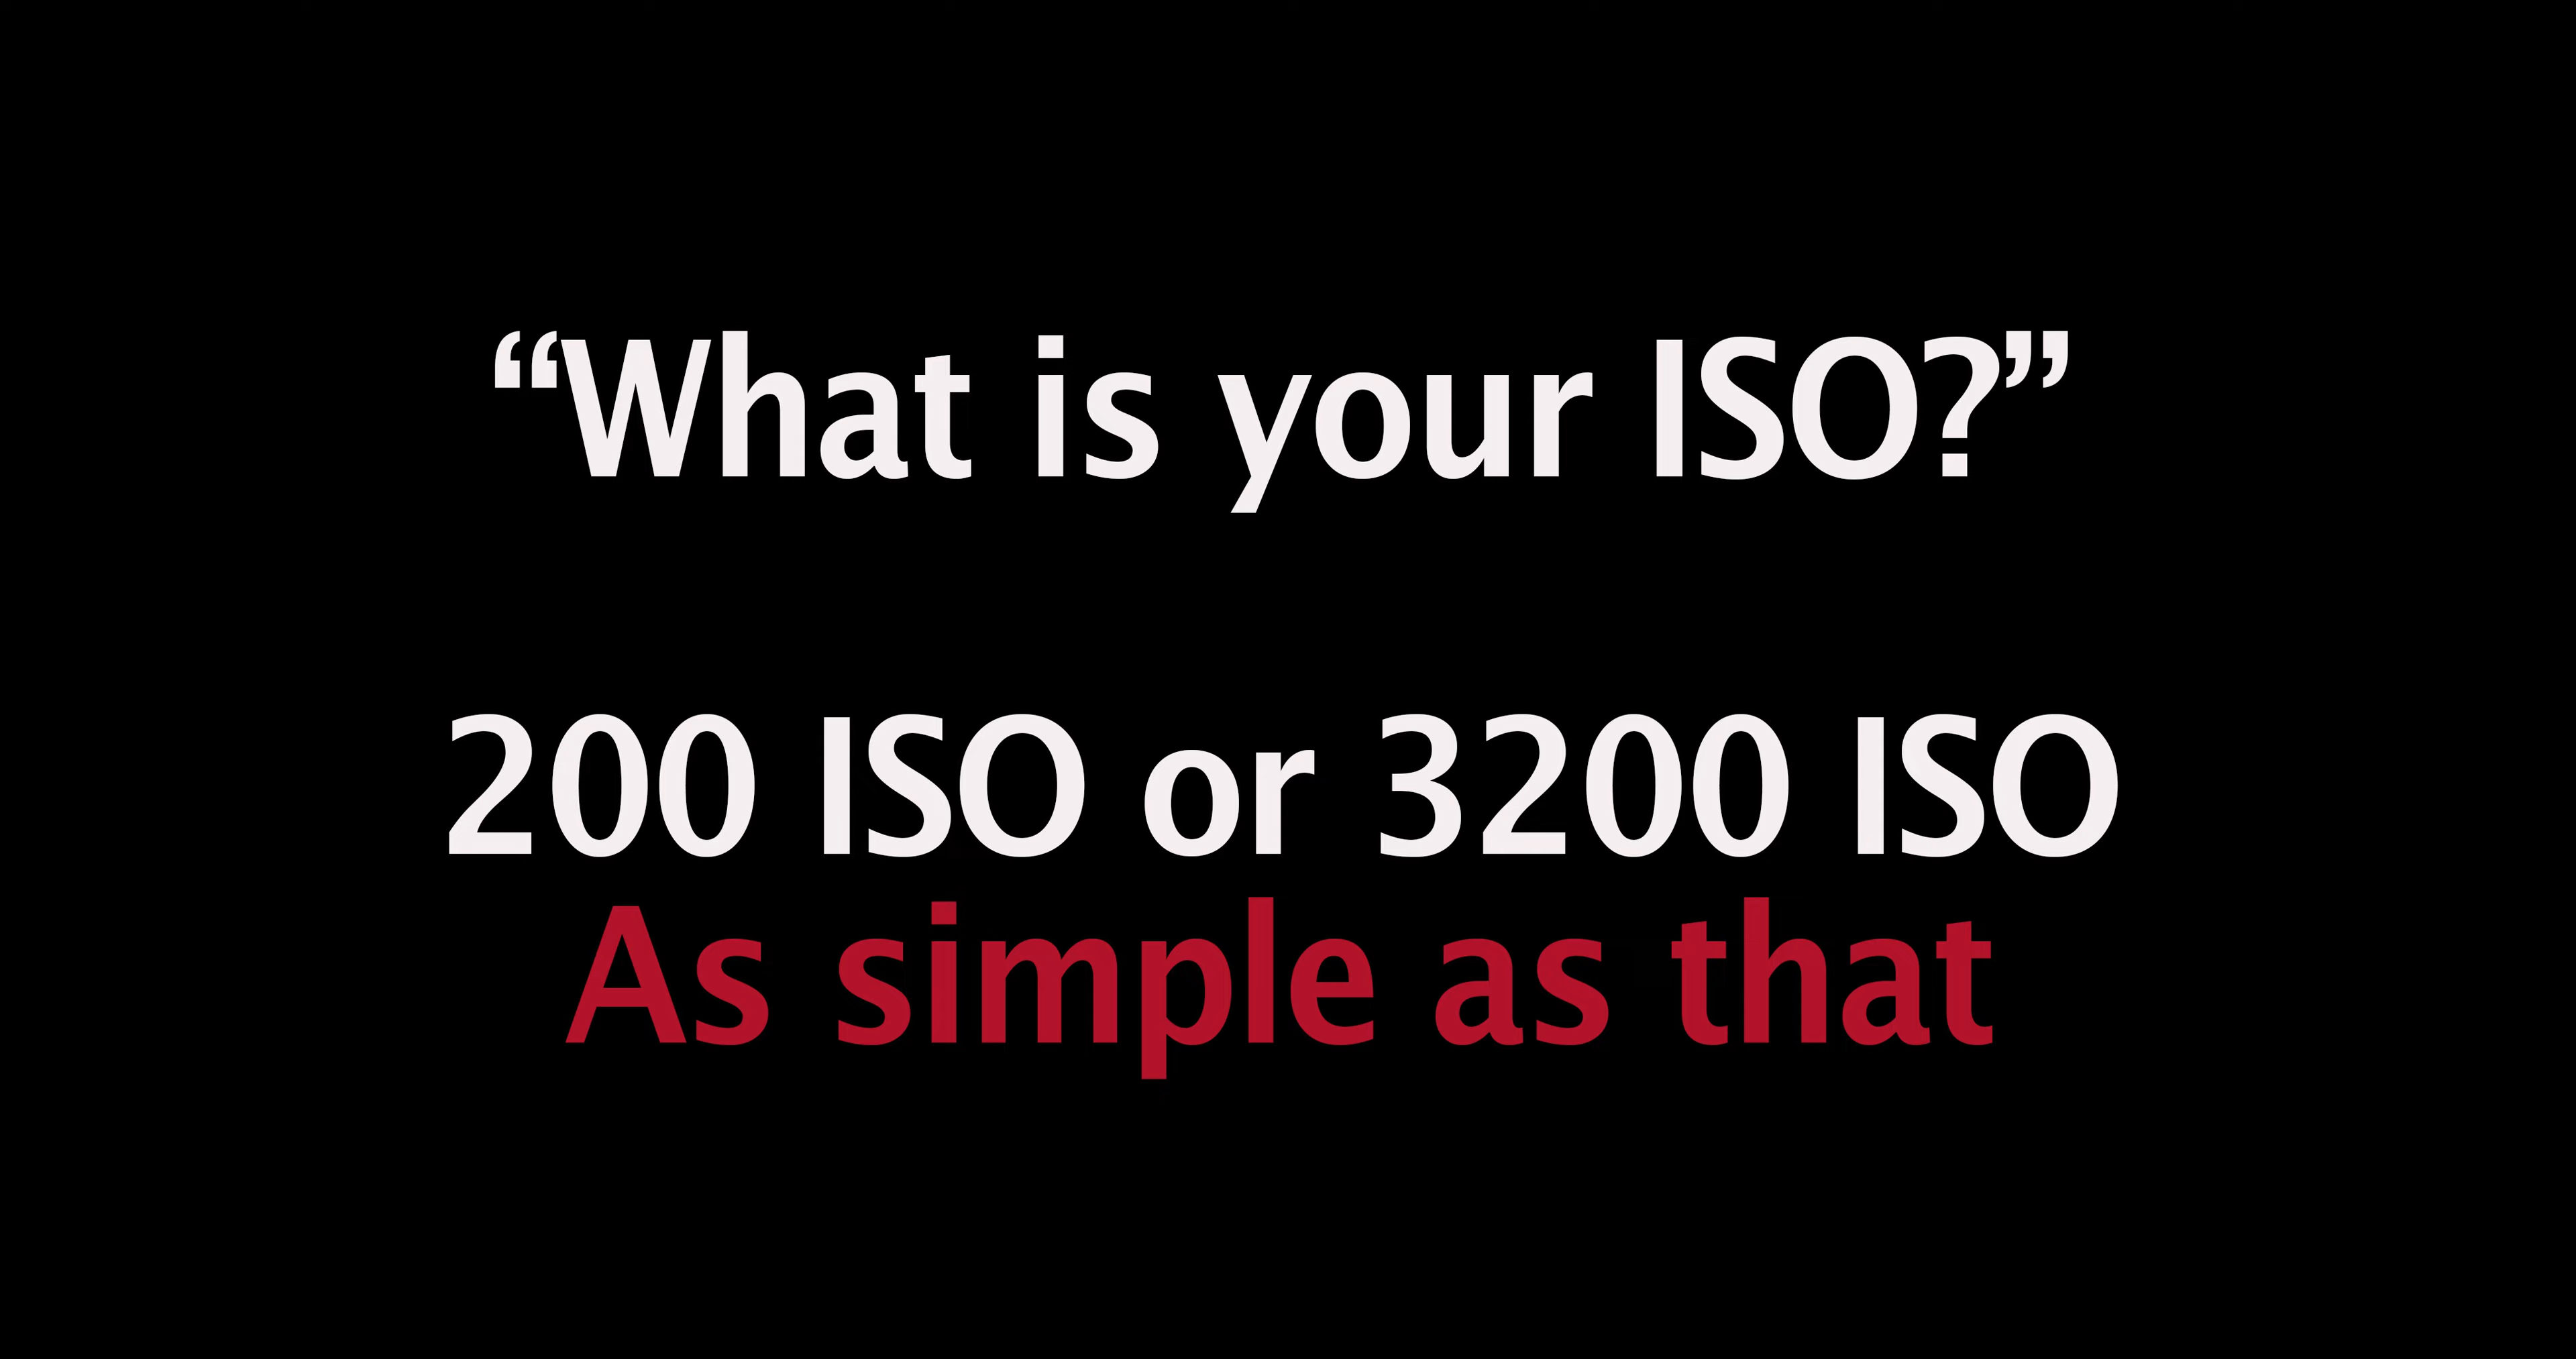 “What is your ISO?”
200 ISO or 3200 ISO
As simple as that